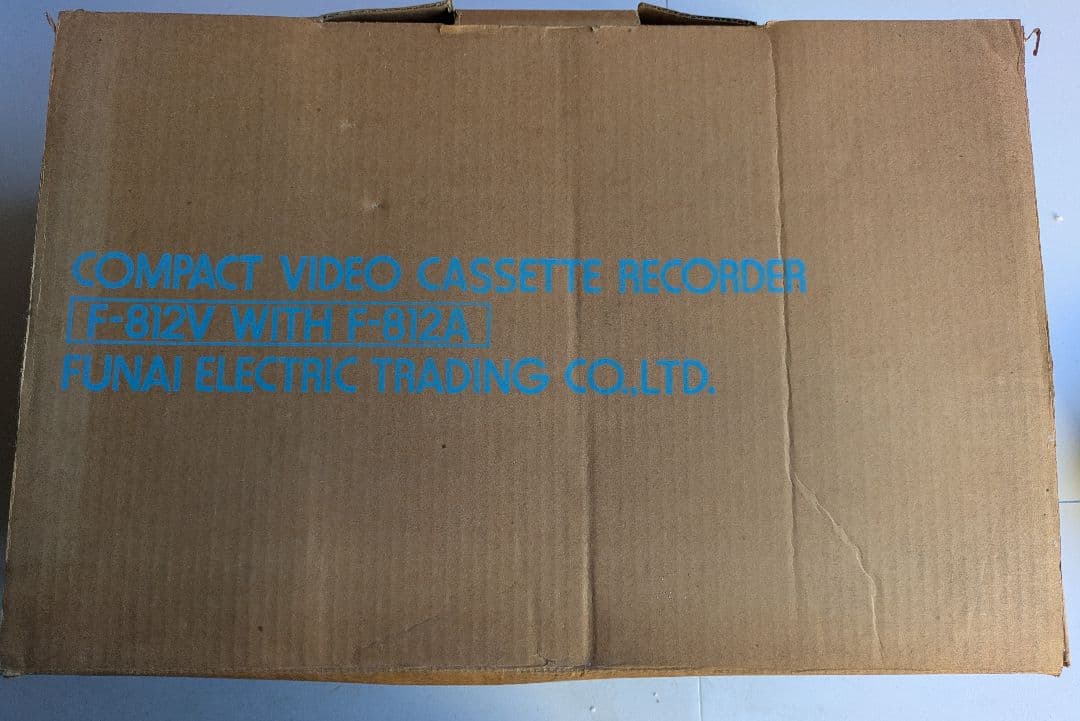 COMPACT VIDEO CASSETTE RECORDER
F-812V WITH F-812A
FUNAI ELECTRIC TRADING CO.,LTD.